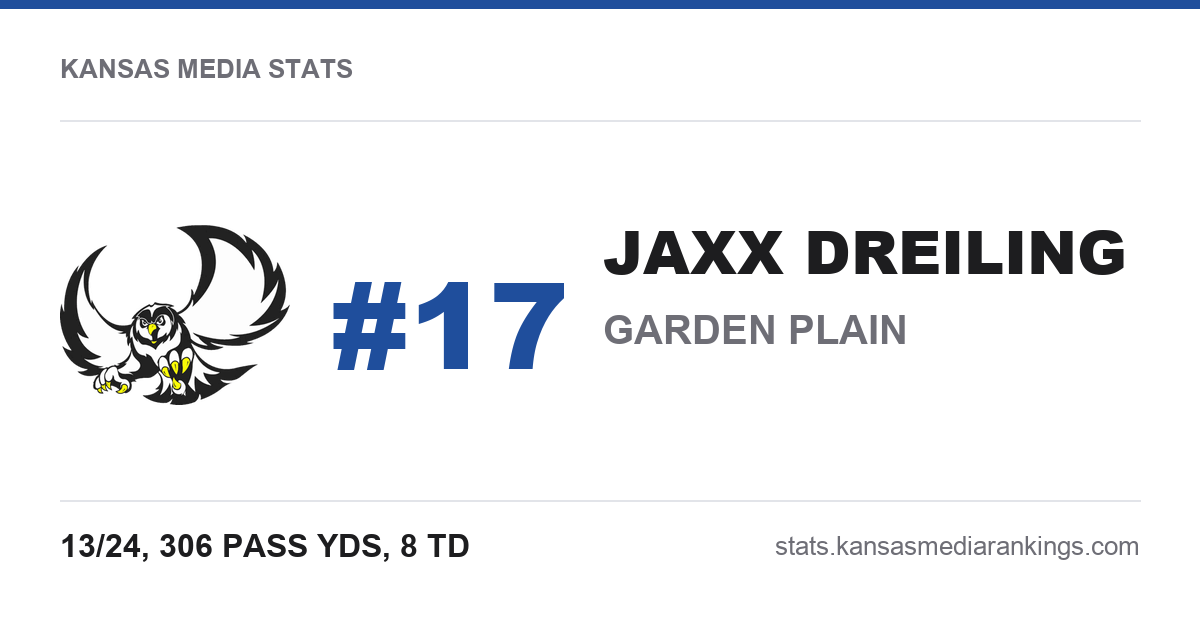 KANSAS MEDIA STATS
#17
JAXX DREILING
GARDEN PLAIN
13/24, 306 PASS YDS, 8 TD
stats.kansasmediarankings.com